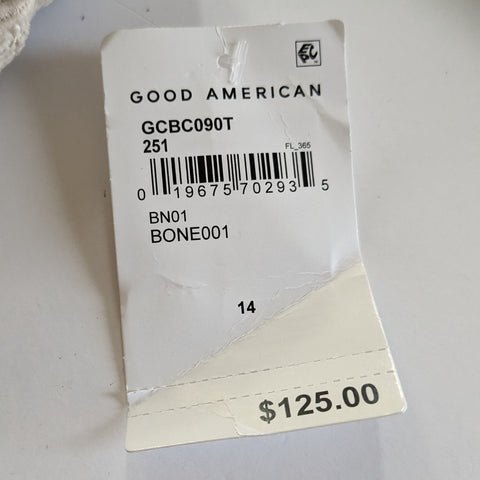 GOOD AMERICAN
GCBC090T
251
FL_365
0 19675 70293 5
BN01
BONE001
14
$125.00